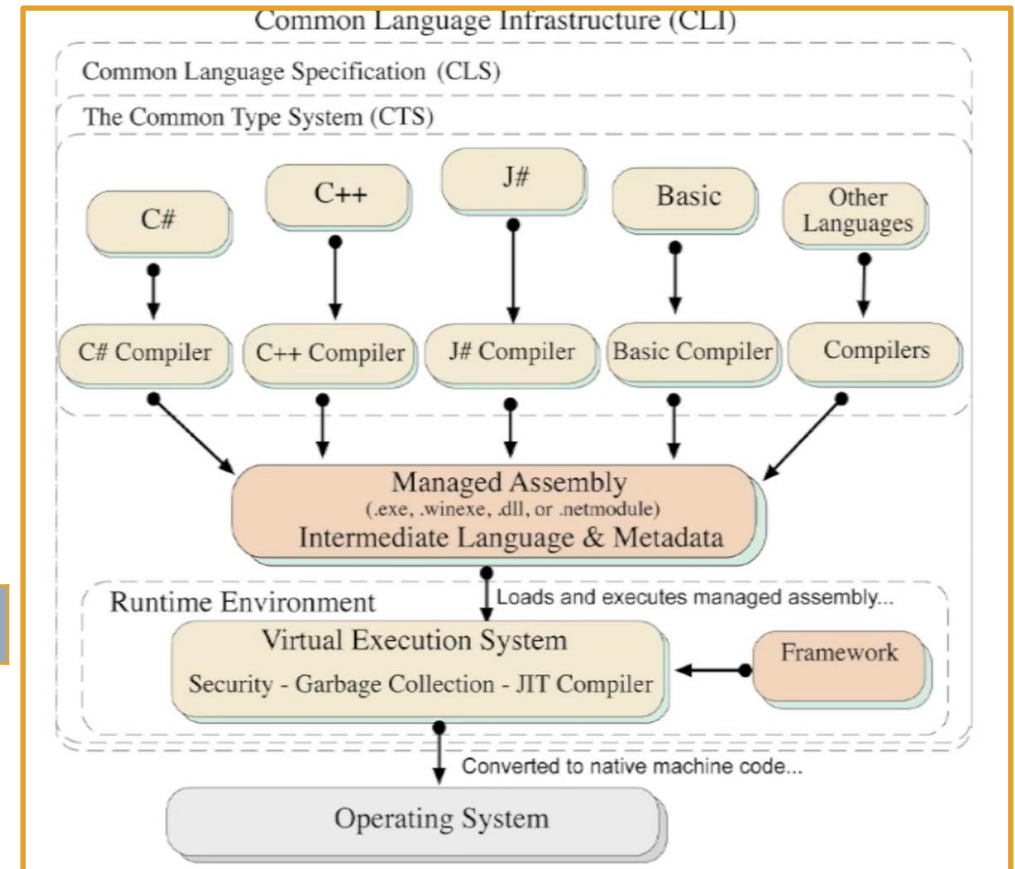 Common Language Infrastructure (CLI)
Common Language Specification (CLS)
The Common Type System (CTS)
C#
C++
J#
Basic
Other
Languages
C# Compiler
C++ Compiler
J# Compiler
Basic Compiler
Compilers
Managed Assembly
(.exe, .winexe, .dll, or .netmodule)
Intermediate Language & Metadata
Runtime Environment
Loads and executes managed assembly...
Virtual Execution System
Security - Garbage Collection - JIT Compiler
Framework
Converted to native machine code...
Operating System